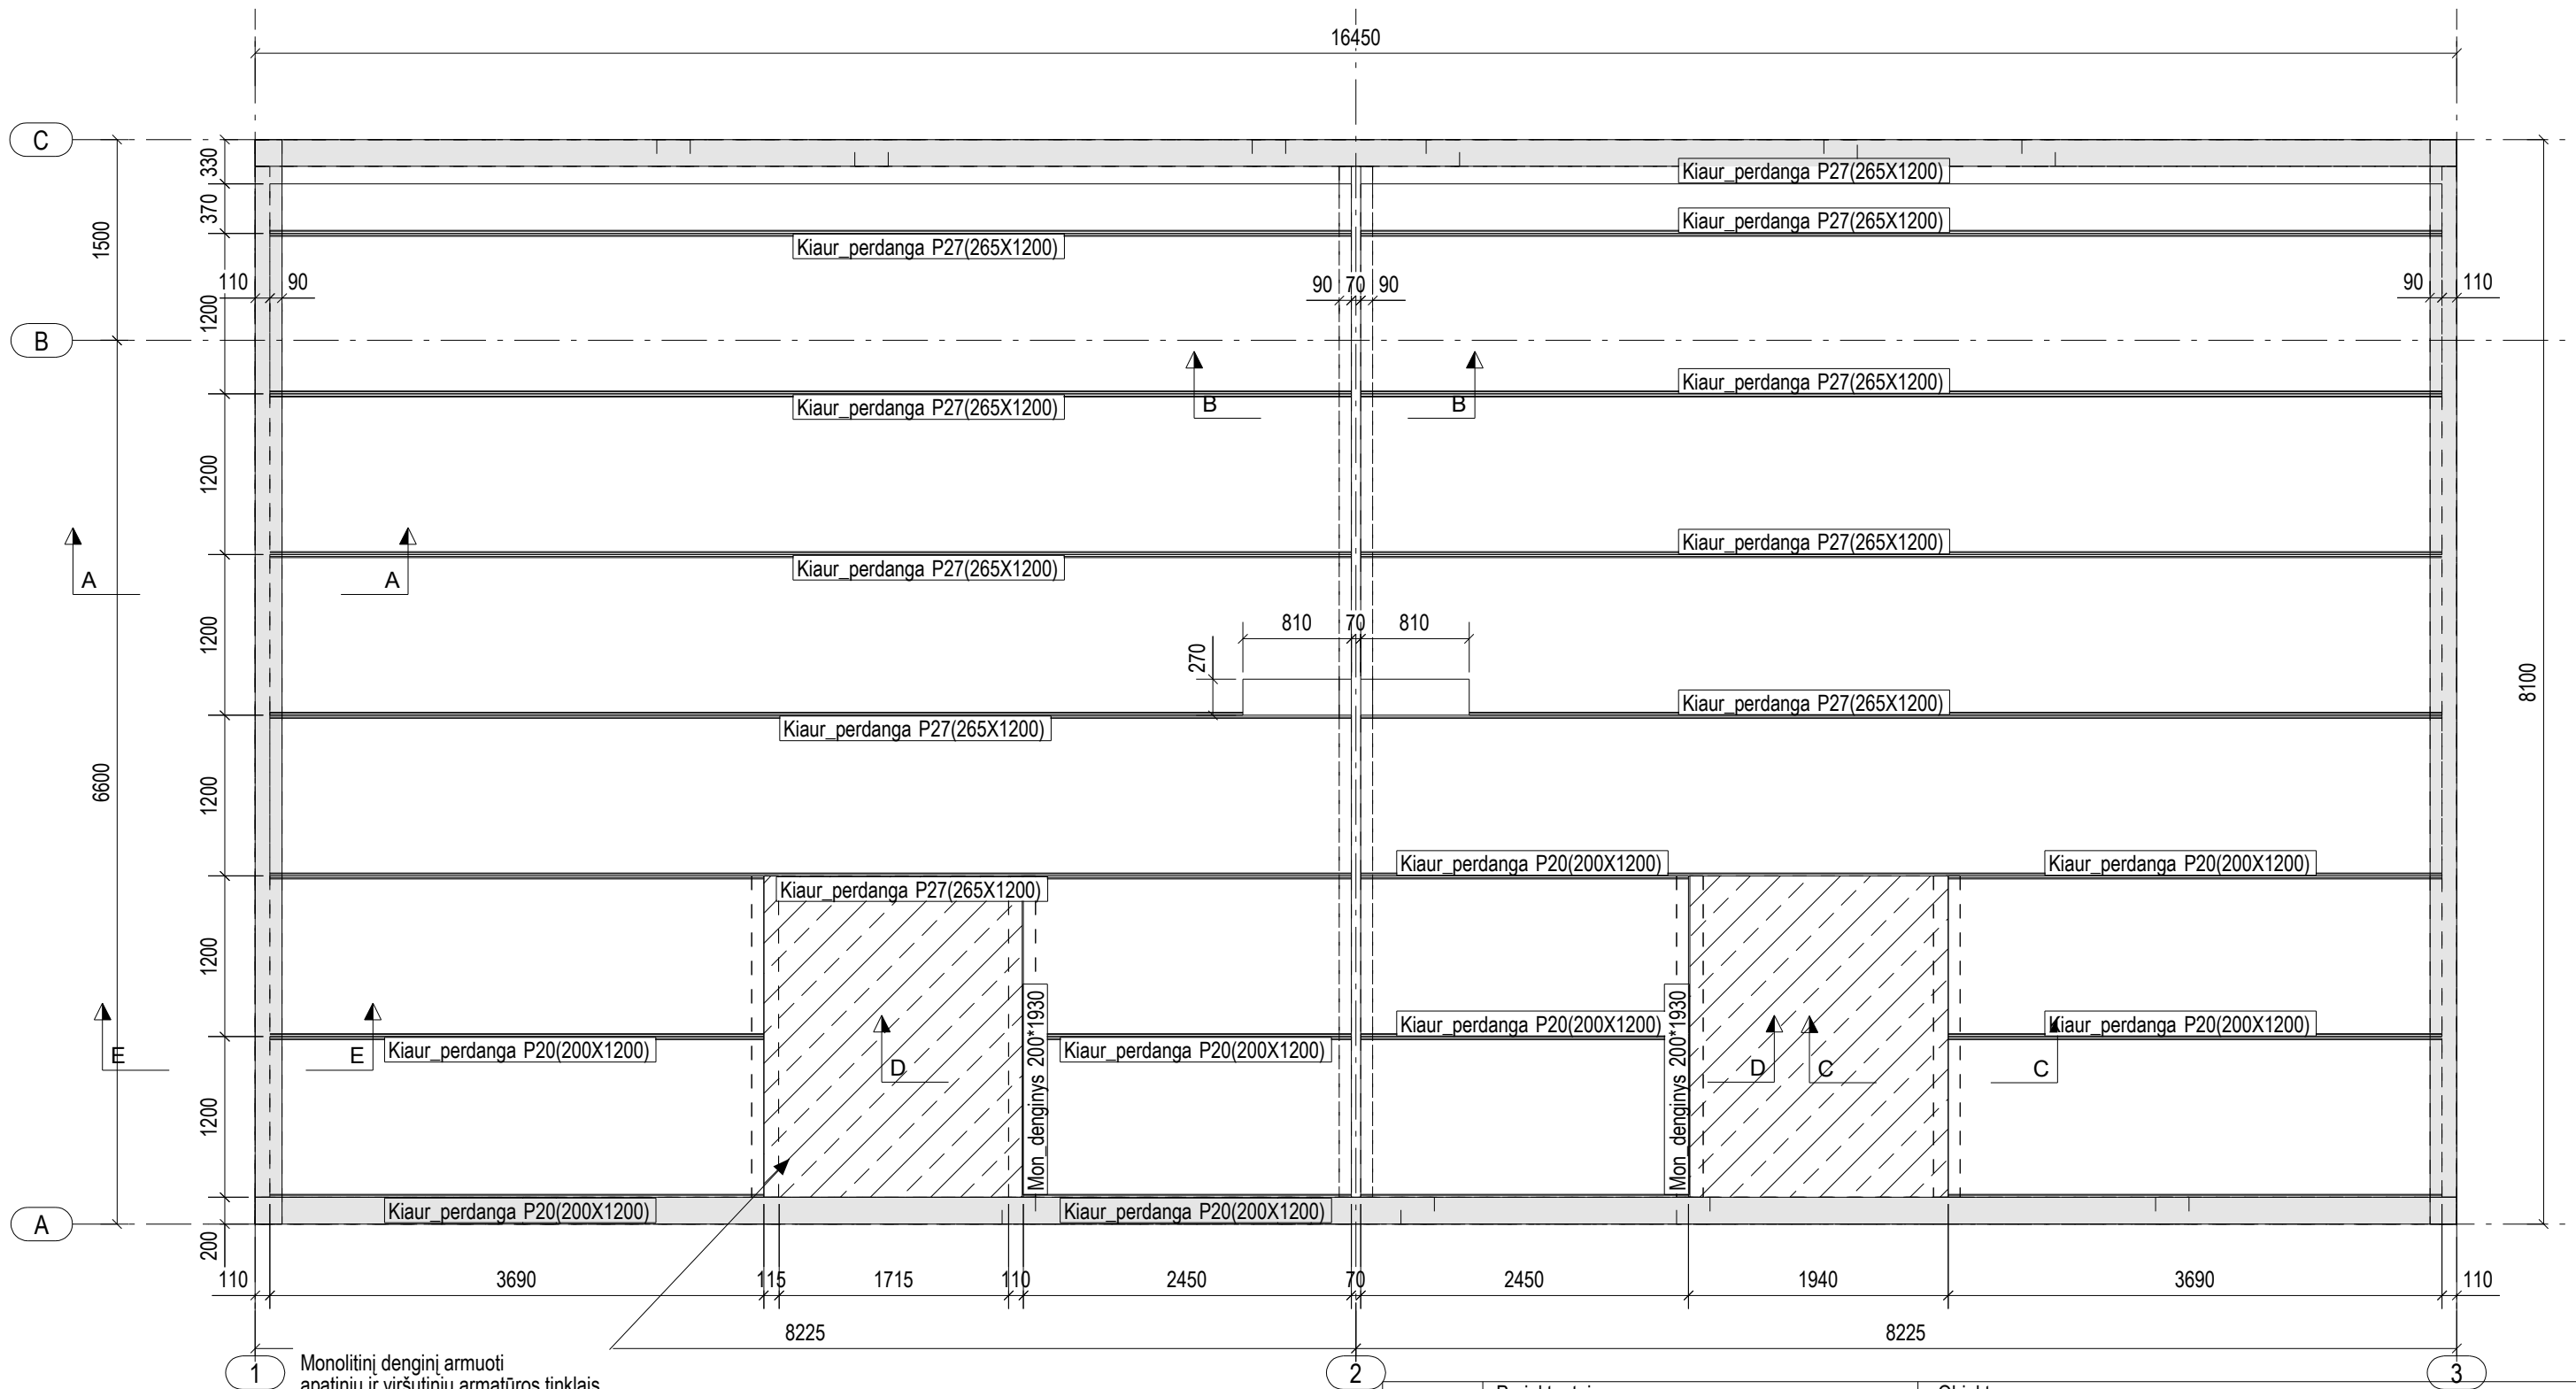 16450
C
330
Kiaur_perdanga P27(265X1200)
370
1500
Kiaur_perdanga P27(265X1200)
Kiaur_perdanga P27(265X1200)
110 90
90 70 90
90 110
1200
B
Kiaur_perdanga P27(265X1200)
Kiaur_perdanga P27(265X1200)
B
B
1200
Kiaur_perdanga P27(265X1200)
Kiaur_perdanga P27(265X1200)
A
A
810 70 810
1200
270
8100
Kiaur_perdanga P27(265X1200)
Kiaur_perdanga P27(265X1200)
6600
1200
Kiaur_perdanga P20(200X1200)
Kiaur_perdanga P20(200X1200)
Kiaur_perdanga P27(265X1200)
1200
Mon_denginys 200*1930
Mon_denginys 200*1930
Kiaur_perdanga P20(200X1200)
Kiaur_perdanga P20(200X1200)
E
E
Kiaur_perdanga P20(200X1200)
Kiaur_perdanga P20(200X1200)
D
D
C
C
1200
Kiaur_perdanga P20(200X1200)
Kiaur_perdanga P20(200X1200)
A
200
110 3690 115 1715 110 2450 70 2450 1940 3690 110
8225
8225
1
Monolitinį denginį armuoti
apatiniu ir viršutiniu armatūros tinklais
2
3